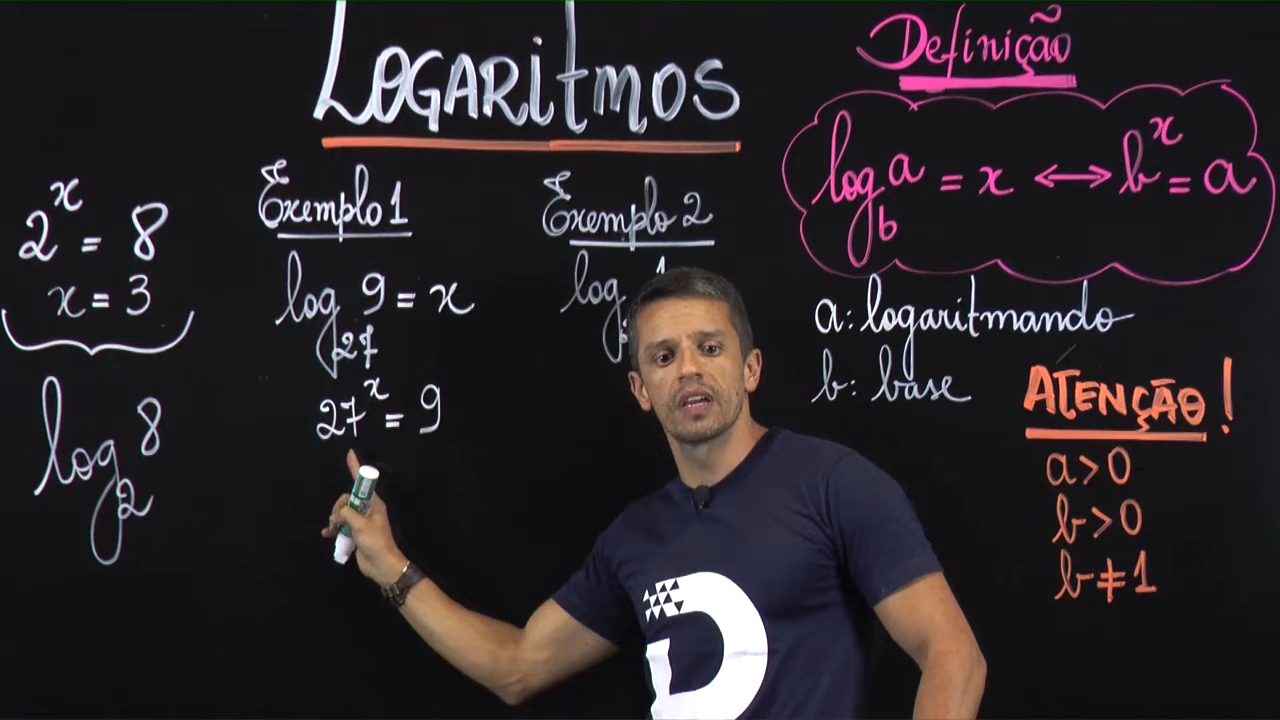 LOGARITMOS
2^x = 8
x = 3
log_2 8
Exemplo 1
log_27 9 = x
27^x = 9
Exemplo 2
log
Definição
log_b a = x ↔ b^x = a
a: logaritmando
b: base
ATENÇÃO!
a > 0
b > 0
b ≠ 1